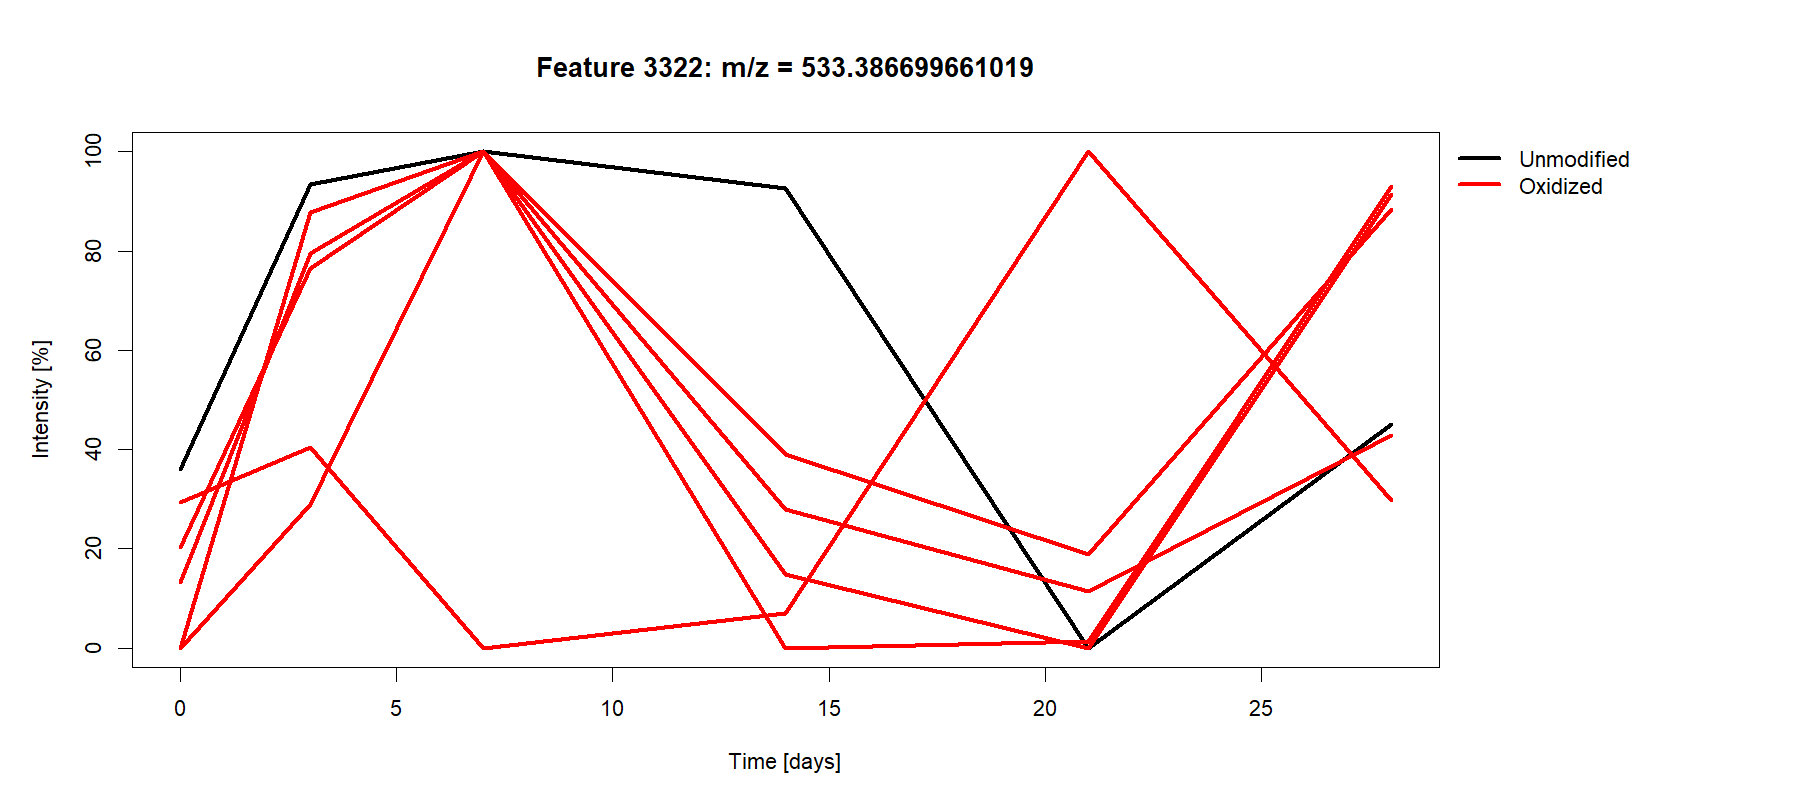 Feature 3322: m/z = 533.386699661019
Unmodified
Oxidized
Intensity [%]
100
80
60
40
20
0
0 5 10 15 20 25
Time [days]